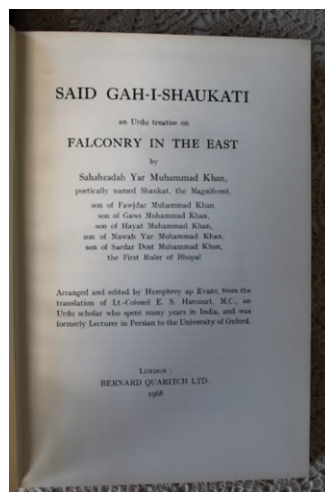 SAID GAH-I-SHAUKATI
an Urdu treatise on
FALCONRY IN THE EAST
by
Sahabzadah Yar Muhammad Khan,
poetically named Shaukat, the Magnificent,
son of Fawjdar Muhammad Khan,
son of Gaws Muhammad Khan,
son of Hayat Muhammad Khan,
son of Nawab Yar Muhammad Khan,
son of Sardar Dost Muhammad Khan,
the First Ruler of Bhopal
Arranged and edited by Humphrey ap Evans, from the
translation of Lt.-Colonel E. S. Harcourt, M.C., an
Urdu scholar who spent many years in India, and was
formerly Lecturer in Persian to the University of Oxford.
LONDON :
BERNARD QUARITCH LTD.
1968